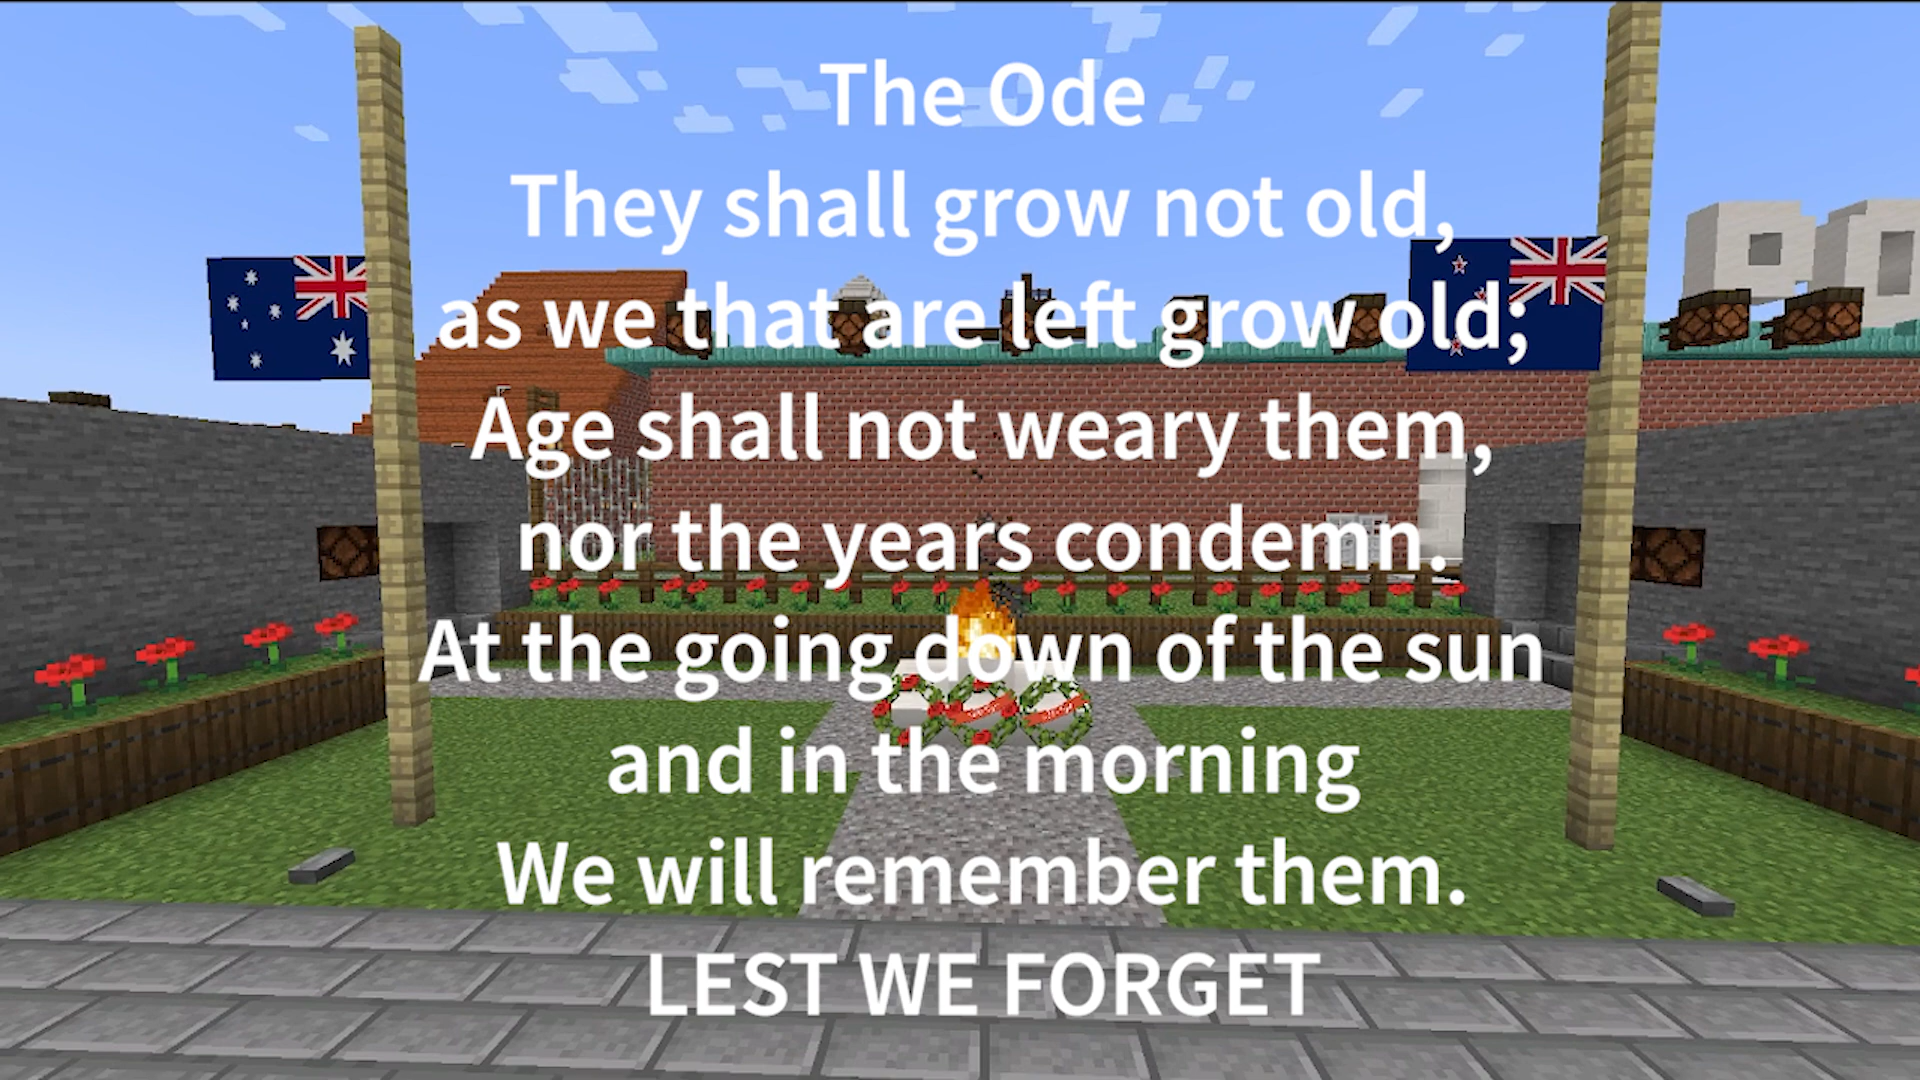 The Ode
They shall grow not old,
as we that are left grow old;
Age shall not weary them,
nor the years condemn.
At the going down of the sun
and in the morning
We will remember them.
LEST WE FORGET